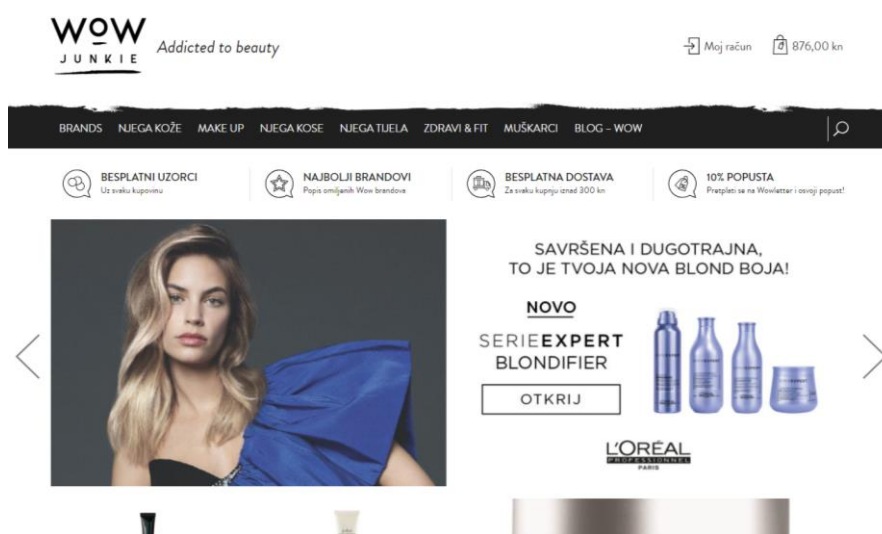 WOW
JUNKIE
Addicted to beauty
Moj račun
876,00 kn
BRANDS NJEGA KOŽE MAKE UP NJEGA KOSE NJEGA TIJELA ZDRAVI & FIT MUŠKARCI BLOG – WOW
BESPLATNI UZORCI
Uz svaku kupovinu
NAJBOLJI BRANDOVI
Popis omiljenih Wow brandova
BESPLATNA DOSTAVA
Za svaku kupnju iznad 300 kn
10% POPUSTA
Pretplati se na Wowletter i osvoji popust!
SAVRŠENA I DUGOTRAJNA,
TO JE TVOJA NOVA BLOND BOJA!
NOVO
SERIEEXPERT
BLONDIFIER
OTKRIJ
L'ORÉAL
PROFESSIONNEL
PARIS